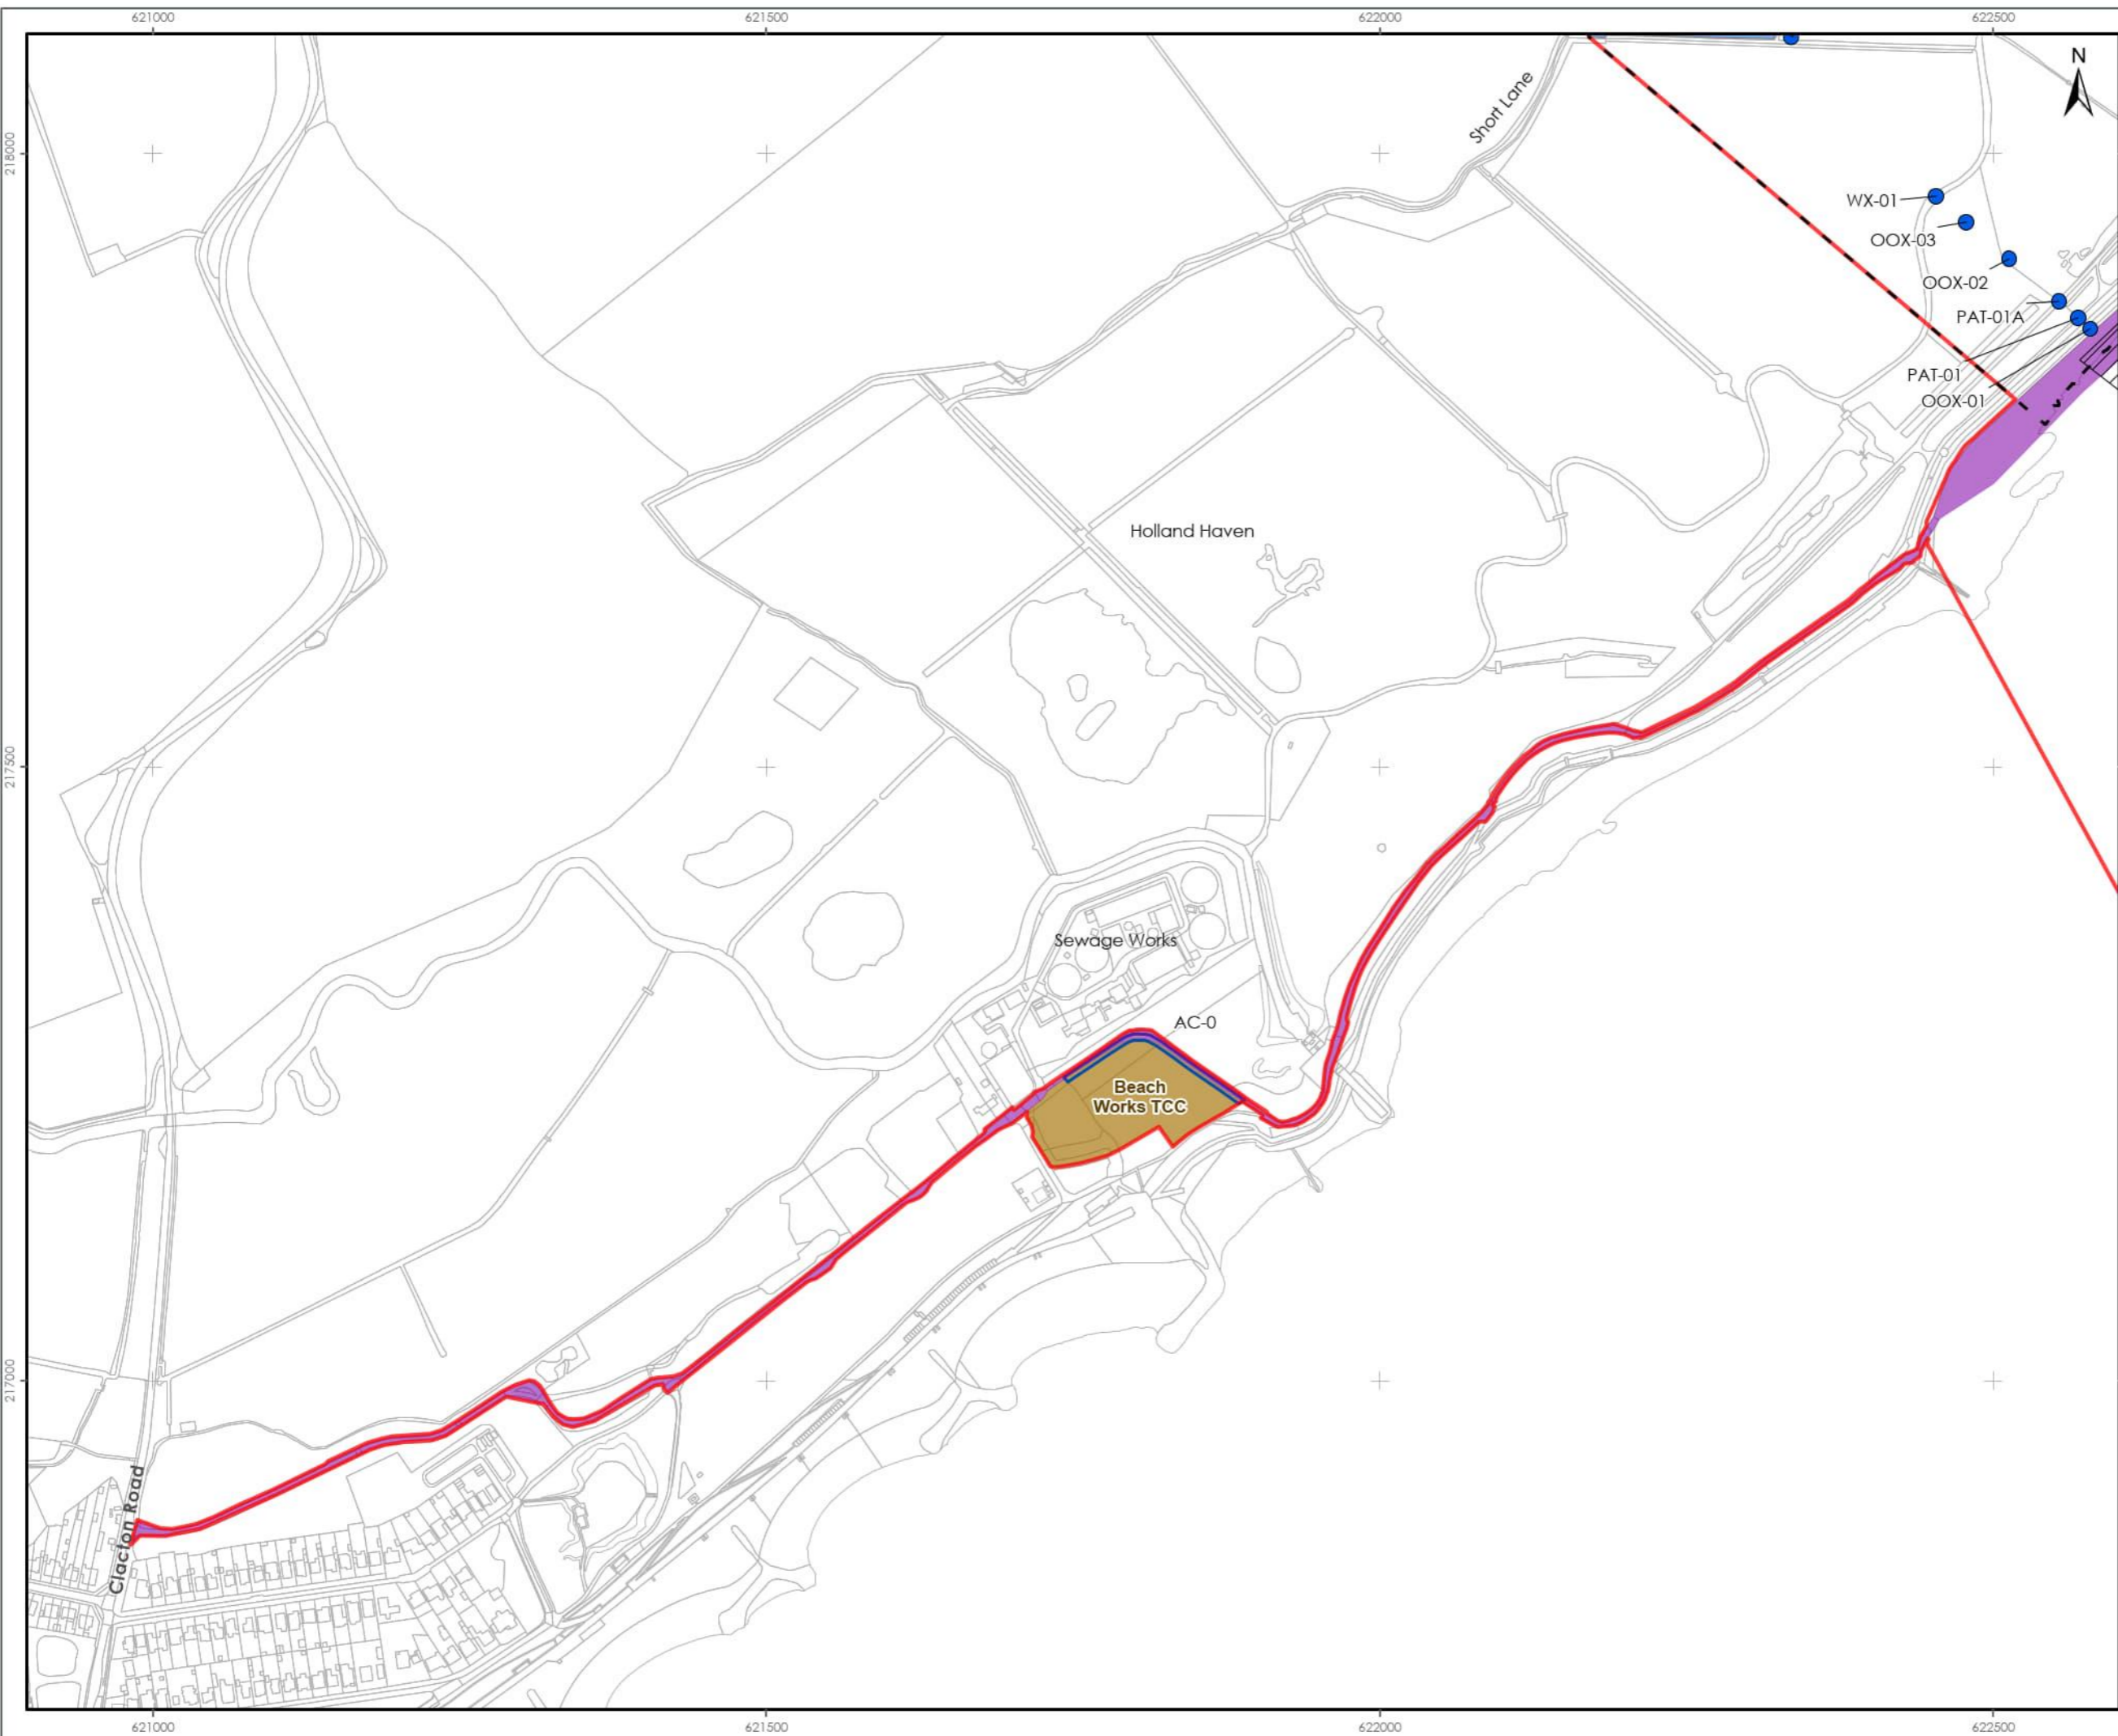 621000 621500 622000 622500
N
218000
Short Lane
WX-01
OOX-03
OOX-02
PAT-01A
PAT-01
OOX-01
Holland Haven
217500
Sewage Works
AC-0
Beach
Works TCC
217000
Clacton Road
621000 621500 622000 622500